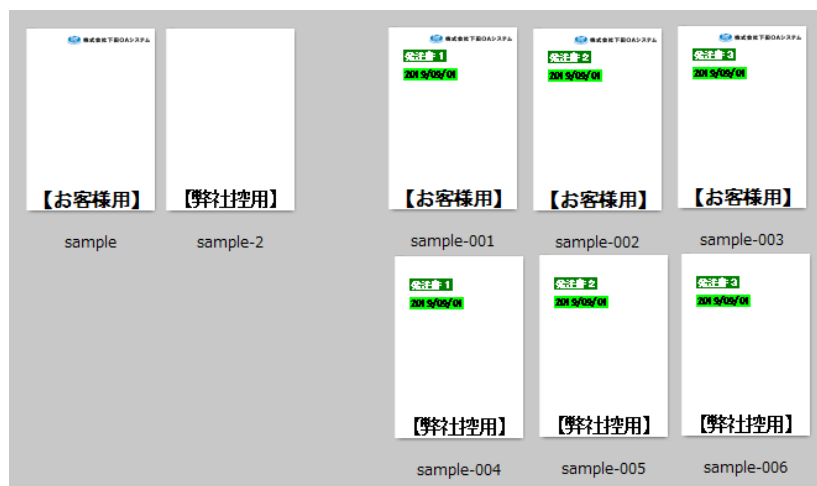 株式会社下田OAシステム
【お客様用】
sample
【弊社控用】
sample-2
株式会社下田OAシステム
発注書 1
2019/09/01
【お客様用】
sample-001
株式会社下田OAシステム
発注書 2
2019/09/01
【お客様用】
sample-002
株式会社下田OAシステム
発注書 3
2019/09/01
【お客様用】
sample-003
発注書 1
2019/09/01
【弊社控用】
sample-004
発注書 2
2019/09/01
【弊社控用】
sample-005
発注書 3
2019/09/01
【弊社控用】
sample-006